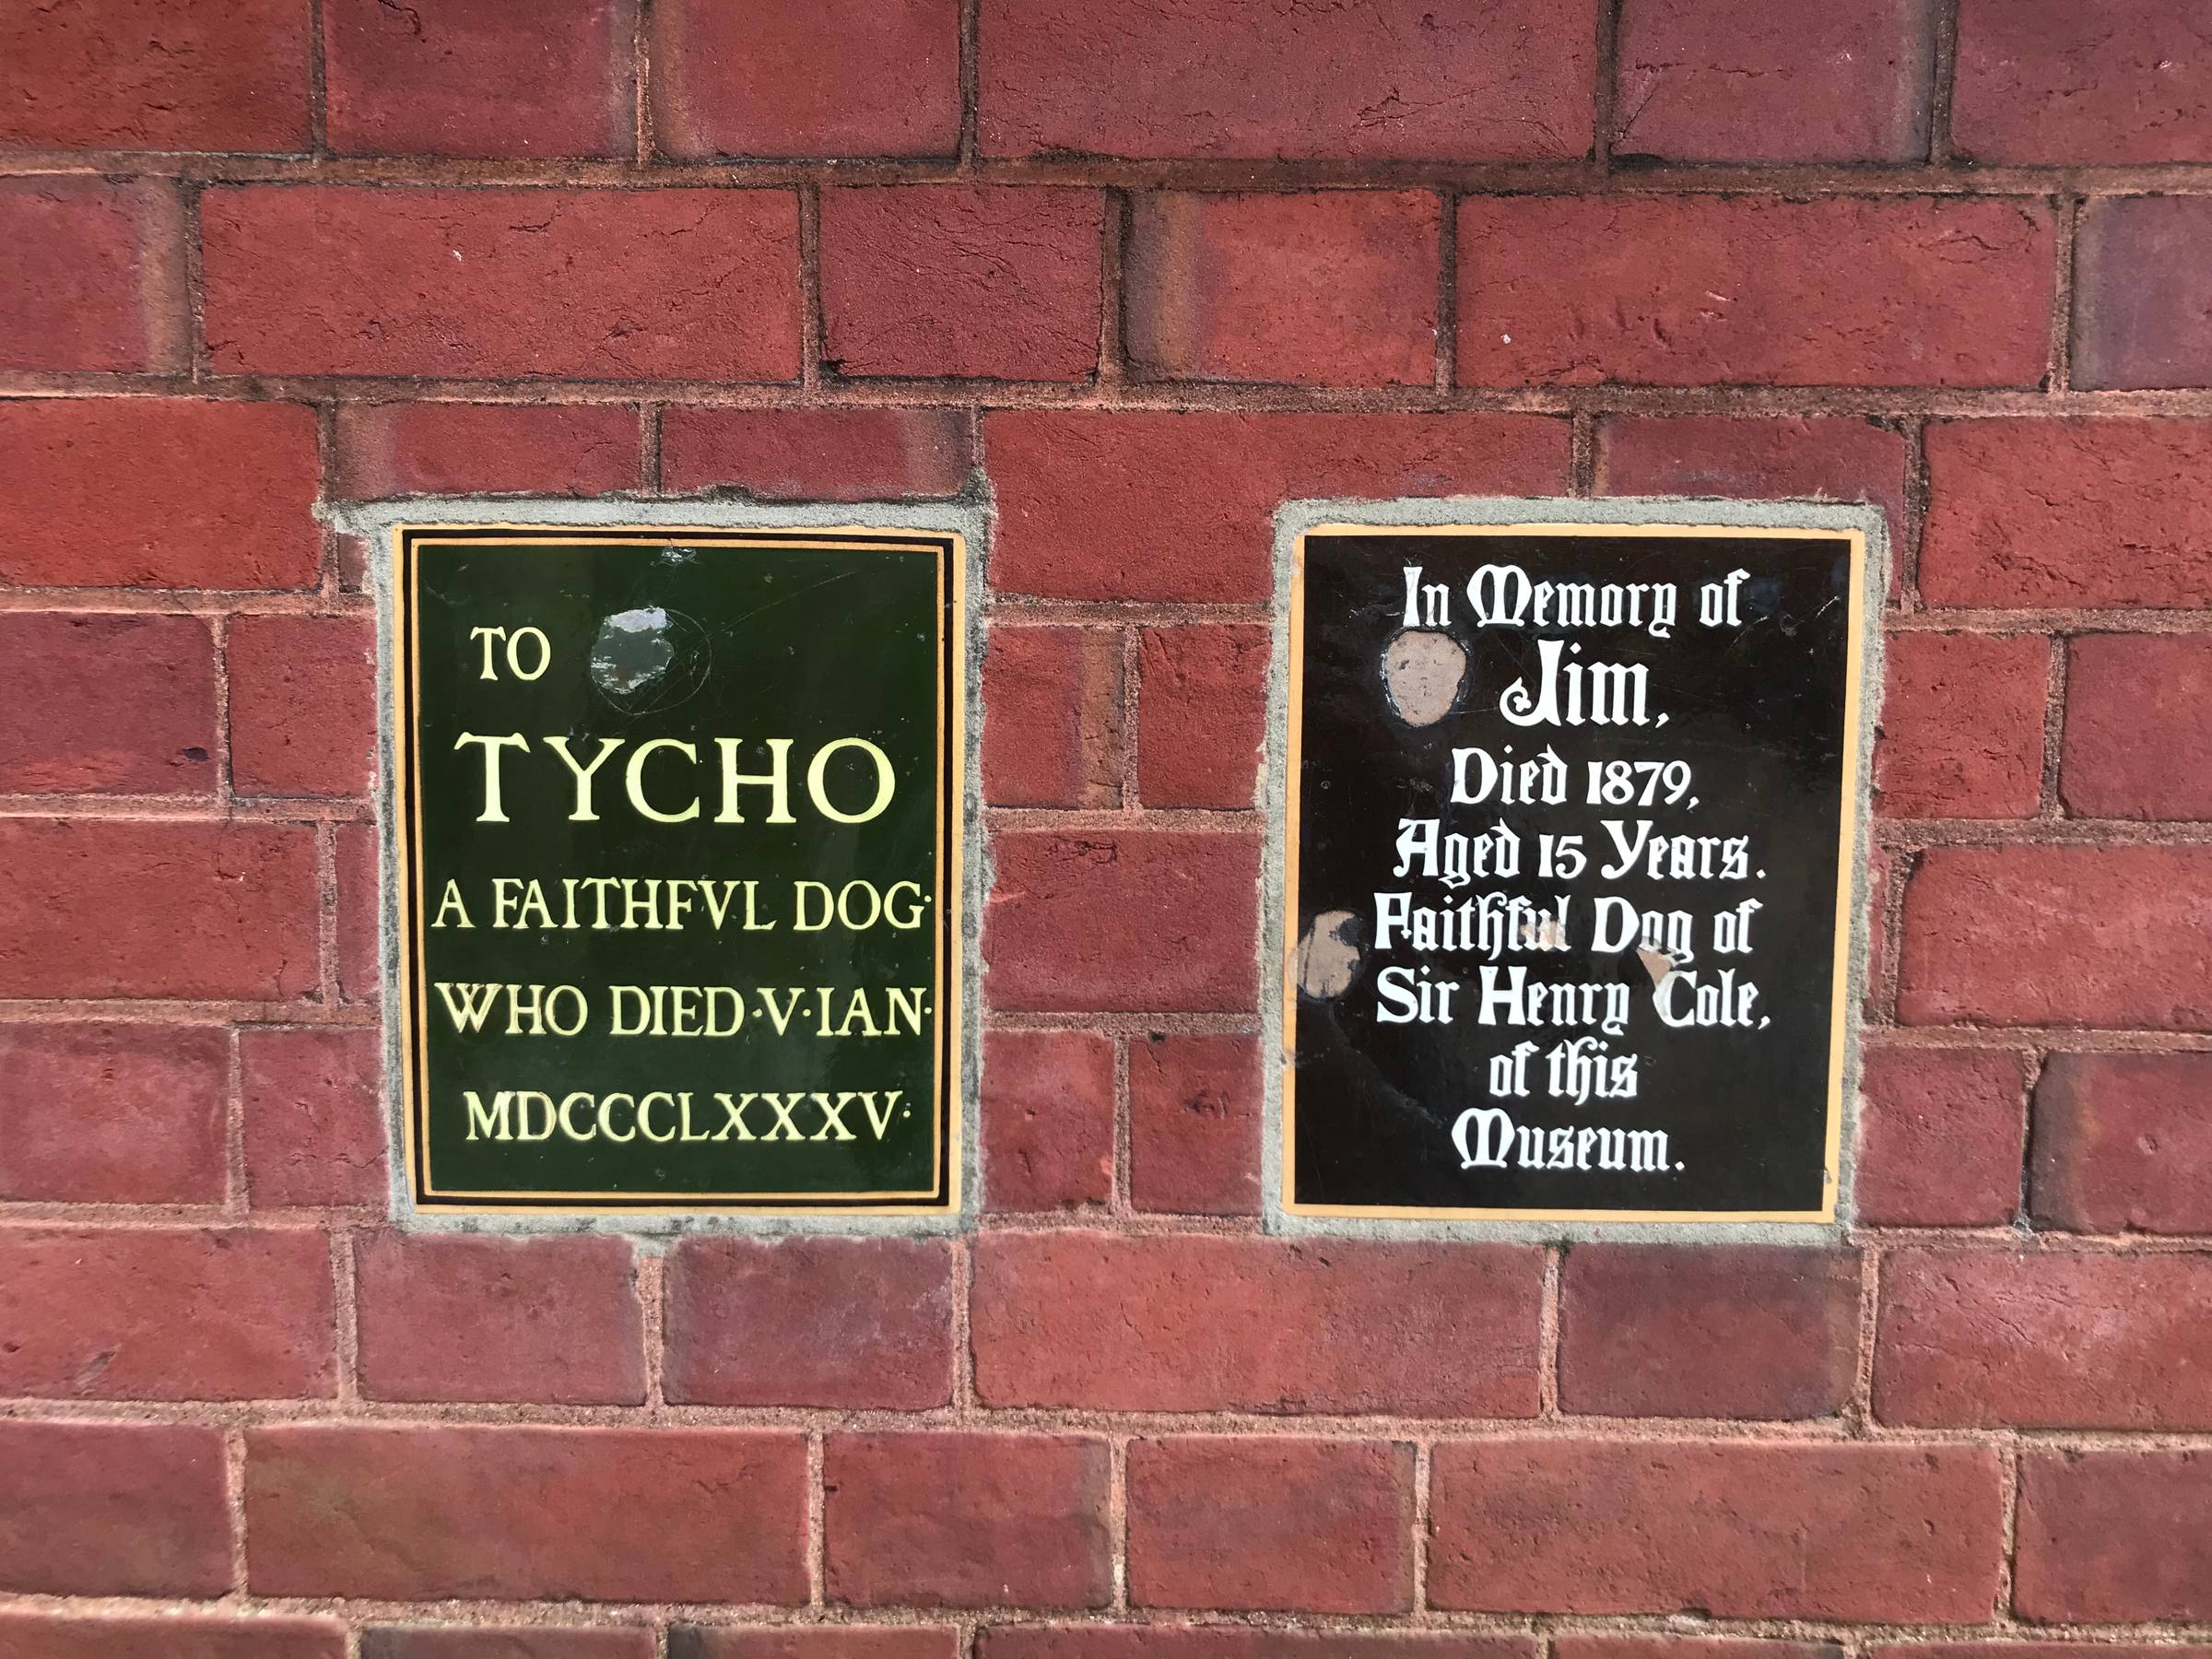 TO
TYCHO
A FAITHFVL DOG·
WHO DIED·V·IAN·
MDCCCLXXXV·
In Memory of
Jim,
Died 1879,
Aged 15 Years.
Faithful Dog of
Sir Henry Cole,
of this
Museum.